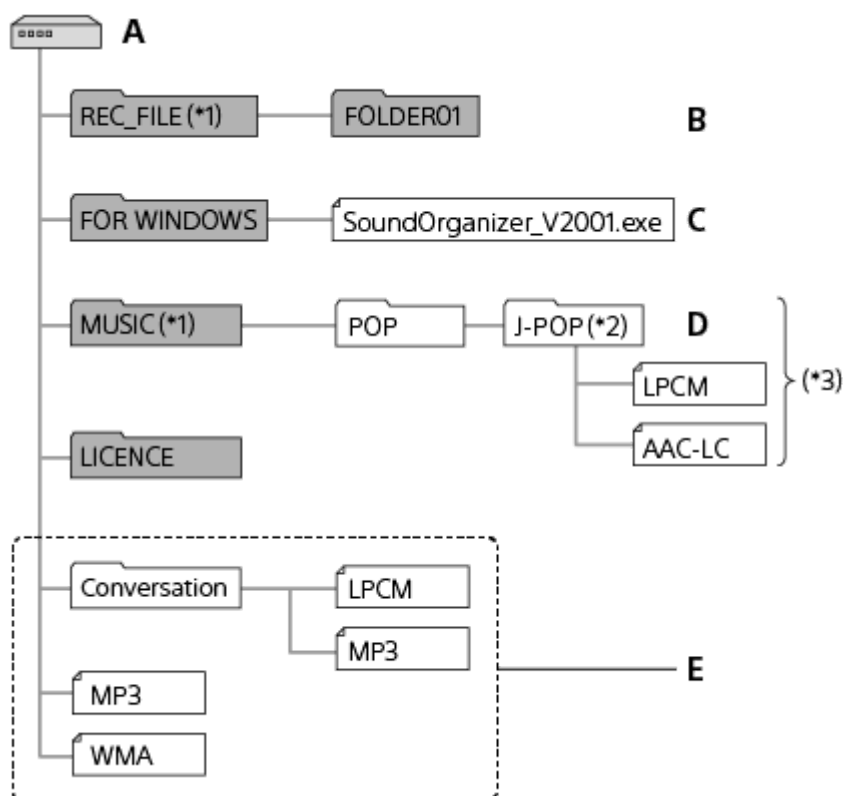 A
REC_FILE (*1) FOLDER01 B
FOR WINDOWS SoundOrganizer_V2001.exe C
MUSIC (*1) POP J-POP (*2) D
LPCM (*3)
AAC-LC
LICENCE
Conversation LPCM
MP3
E
MP3
WMA